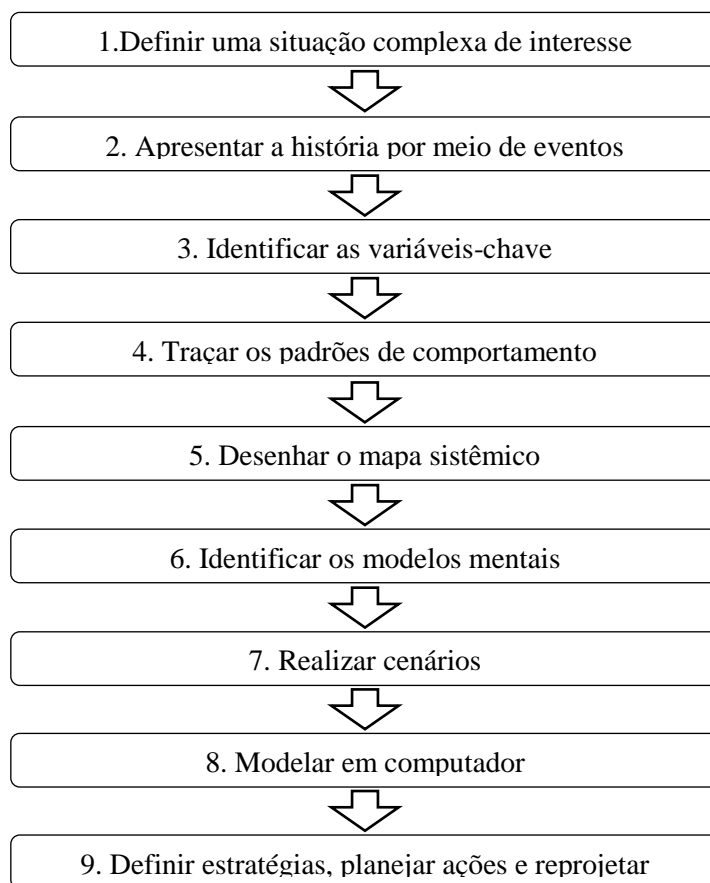 1.Definir uma situação complexa de interesse
2. Apresentar a história por meio de eventos
3. Identificar as variáveis-chave
4. Traçar os padrões de comportamento
5. Desenhar o mapa sistêmico
6. Identificar os modelos mentais
7. Realizar cenários
8. Modelar em computador
9. Definir estratégias, planejar ações e reprojetar